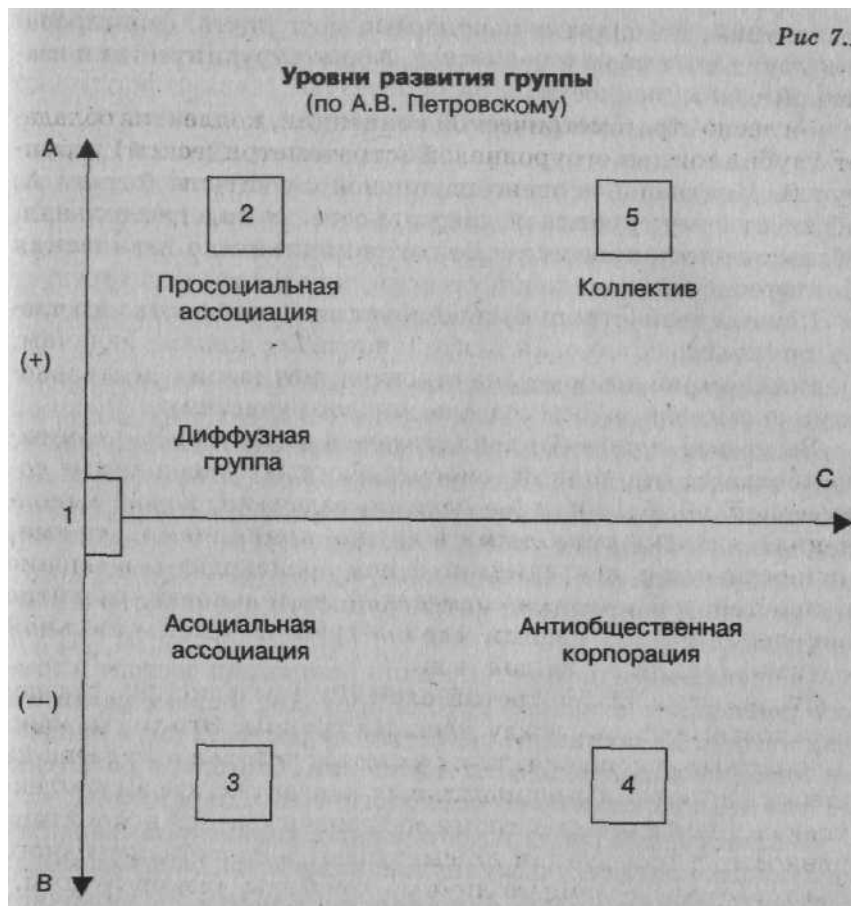 Рис 7.
Уровни развития группы
(по А.В. Петровскому)
A
2
5
Просоциальная
ассоциация
Коллектив
(+)
Диффузная
группа
C
1
Асоциальная
ассоциация
Антиобщественная
корпорация
(—)
3
4
B